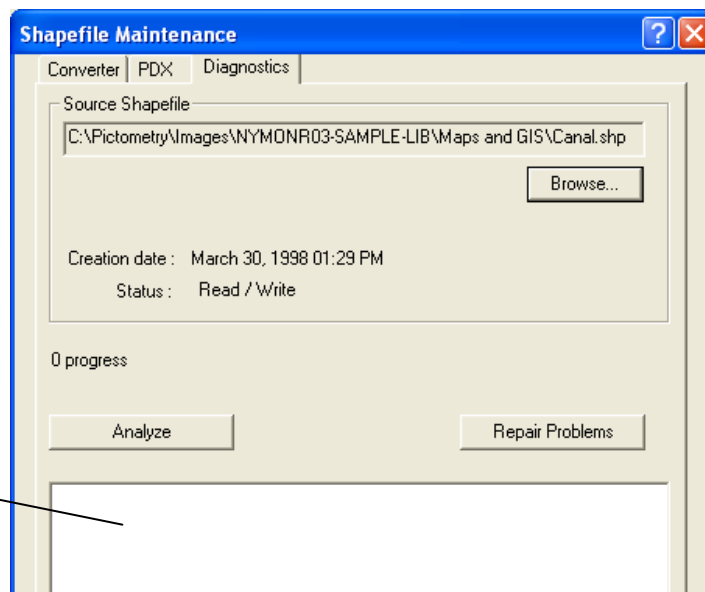 Shapefile Maintenance
Converter PDX Diagnostics
Source Shapefile
C:\Pictometry\Images\NYMONR03-SAMPLE-LIB\Maps and GIS\Canal.shp
Browse...
Creation date : March 30, 1998 01:29 PM
Status : Read / Write
0 progress
Analyze Repair Problems